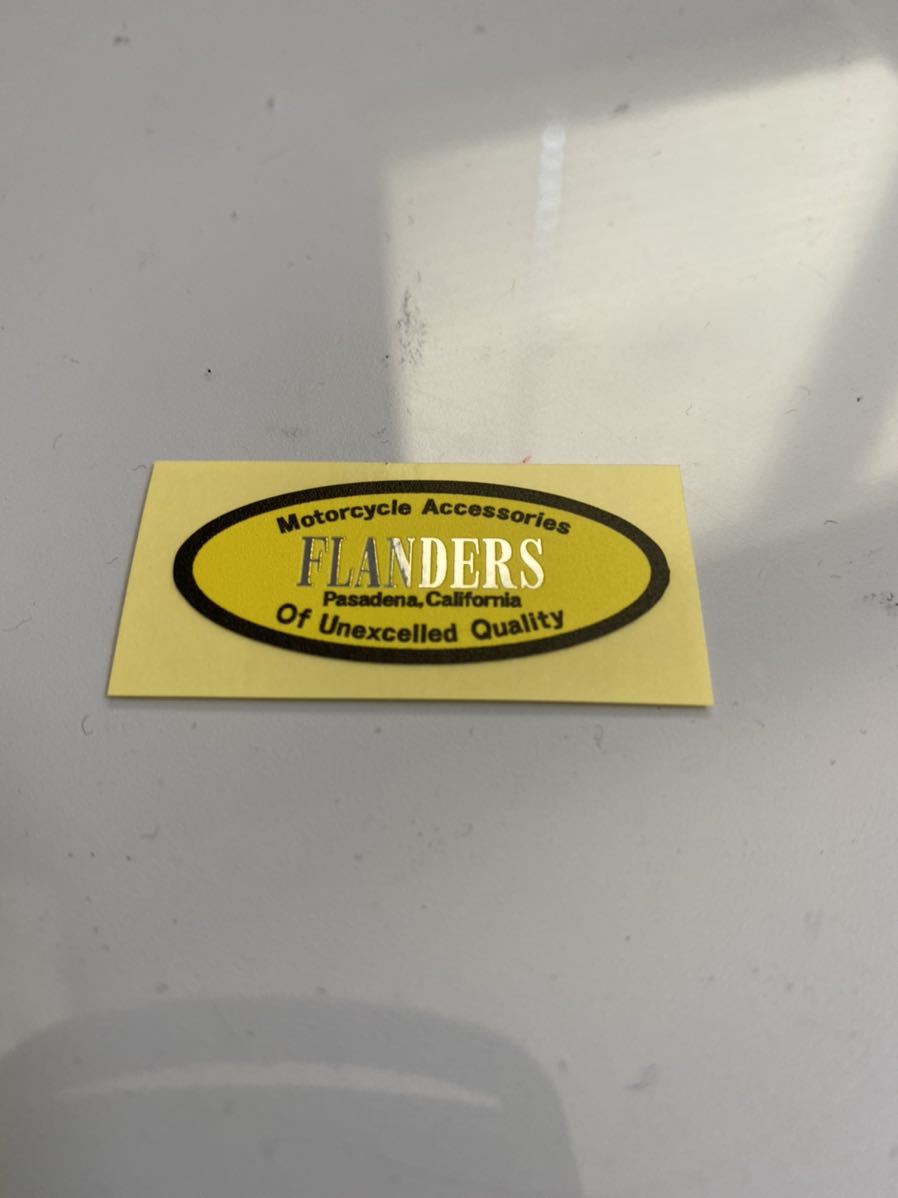 Motorcycle Accessories
FLANDERS
Pasadena, California
Of Unexcelled Quality